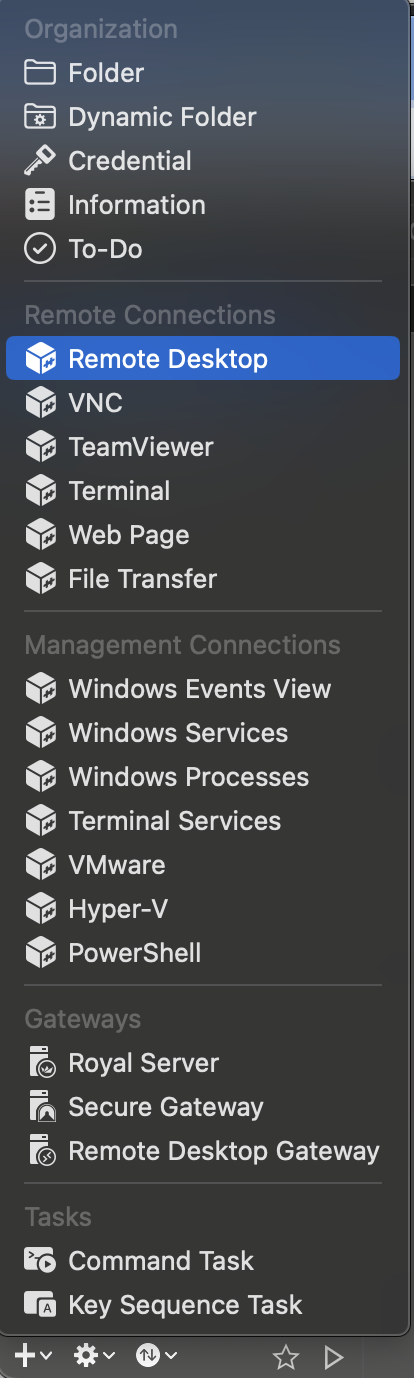 Organization
Folder
Dynamic Folder
Credential
Information
To-Do
Remote Connections
Remote Desktop
VNC
TeamViewer
Terminal
Web Page
File Transfer
Management Connections
Windows Events View
Windows Services
Windows Processes
Terminal Services
VMware
Hyper-V
PowerShell
Gateways
Royal Server
Secure Gateway
Remote Desktop Gateway
Tasks
Command Task
Key Sequence Task